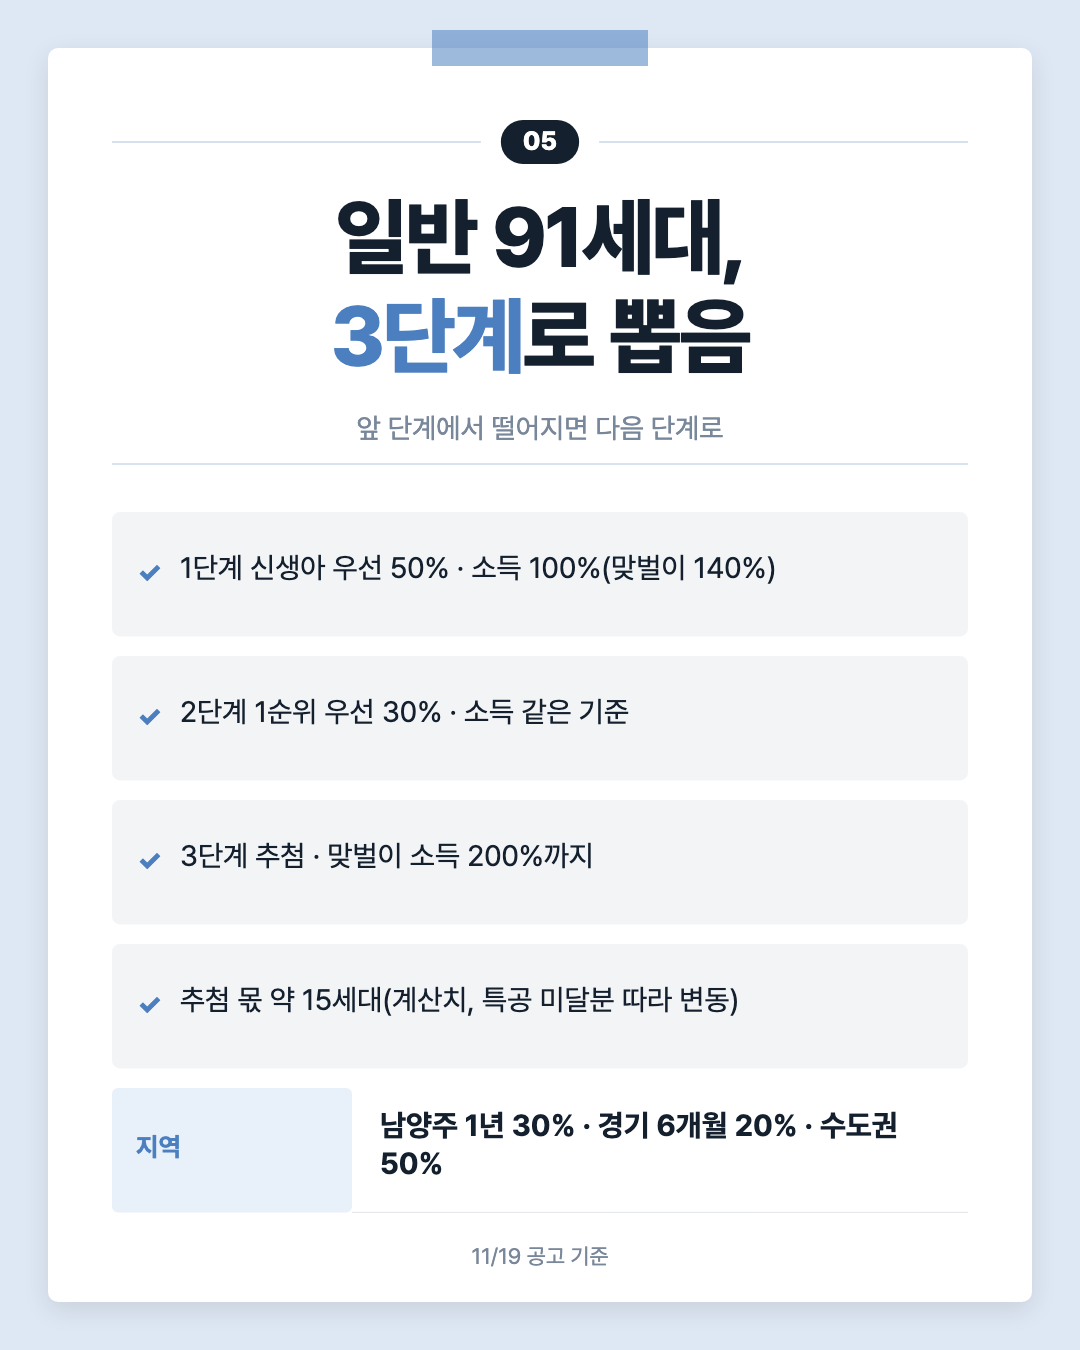 05
일반 91세대,
3단계로 뽑음
앞 단계에서 떨어지면 다음 단계로
1단계 신생아 우선 50% · 소득 100%(맞벌이 140%)
2단계 1순위 우선 30% · 소득 같은 기준
3단계 추첨 · 맞벌이 소득 200%까지
추첨 몫 약 15세대(계산치, 특공 미달분 따라 변동)
지역
남양주 1년 30% · 경기 6개월 20% · 수도권
50%
11/19 공고 기준